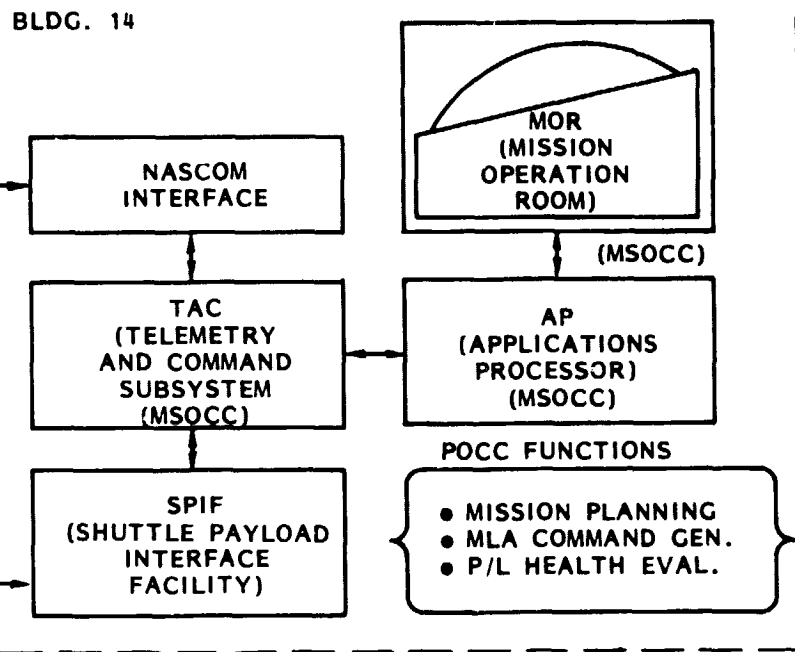 BLDG. 14
NASCOM
INTERFACE
MOR
(MISSION
OPERATION
ROOM)
(MSOCC)
TAC
(TELEMETRY
AND COMMAND
SUBSYSTEM
(MSOCC)
AP
(APPLICATIONS
PROCESSOR)
(MSOCC)
SPIF
(SHUTTLE PAYLOAD
INTERFACE
FACILITY)
POCC FUNCTIONS
● MISSION PLANNING
● MLA COMMAND GEN.
● P/L HEALTH EVAL.